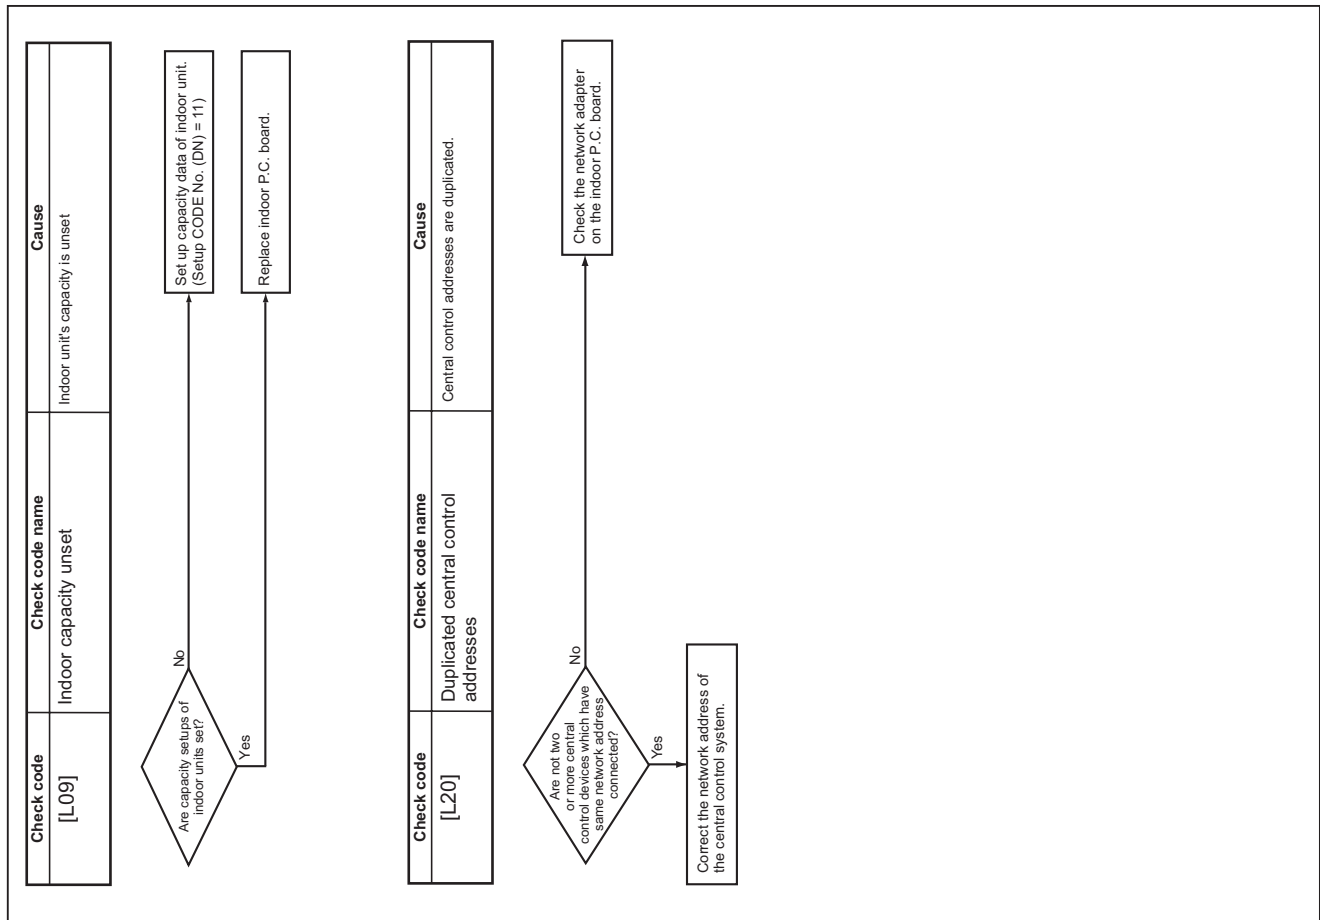 Check code
Check code name
Cause
[L09]
Indoor capacity unset
Indoor unit's capacity is unset
Are capacity setups of
indoor units set?
No
Set up capacity data of indoor unit.
(Setup CODE No. (DN) = 11)
Yes
Replace indoor P.C. board.
Check code
Check code name
Cause
[L20]
Duplicated central control
addresses
Central control addresses are duplicated.
Are not two
or more central
control devices which have
same network address
connected?
No
Check the network adapter
on the indoor P.C. board.
Yes
Correct the network address of
the central control system.